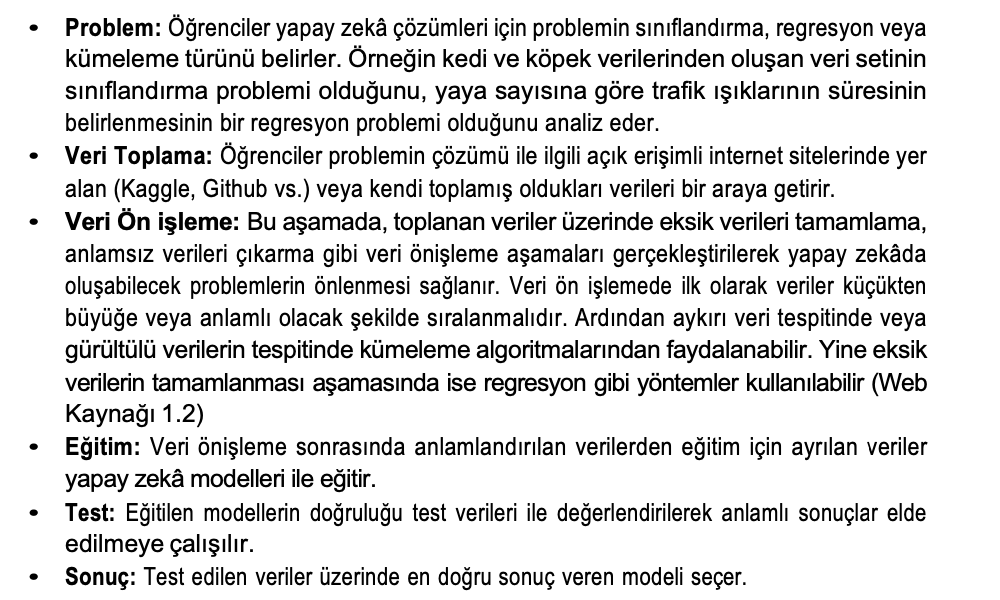 • Problem: Öğrenciler yapay zekâ çözümleri için problemin sınıflandırma, regresyon veya
kümeleme türünü belirler. Örneğin kedi ve köpek verilerinden oluşan veri setinin
sınıflandırma problemi olduğunu, yaya sayısına göre trafik ışıklarının süresinin
belirlenmesinin bir regresyon problemi olduğunu analiz eder.
• Veri Toplama: Öğrenciler problemin çözümü ile ilgili açık erişimli internet sitelerinde yer
alan (Kaggle, Github vs.) veya kendi toplamış oldukları verileri bir araya getirir.
• Veri Ön işleme: Bu aşamada, toplanan veriler üzerinde eksik verileri tamamlama,
anlamsız verileri çıkarma gibi veri önişleme aşamaları gerçekleştirilerek yapay zekâda
oluşabilecek problemlerin önlenmesi sağlanır. Veri ön işlemede ilk olarak veriler küçükten
büyüğe veya anlamlı olacak şekilde sıralanmalıdır. Ardından aykırı veri tespitinde veya
gürültülü verilerin tespitinde kümeleme algoritmalarından faydalanabilir. Yine eksik
verilerin tamamlanması aşamasında ise regresyon gibi yöntemler kullanılabilir (Web
Kaynağı 1.2)
• Eğitim: Veri önişleme sonrasında anlamlandırılan verilerden eğitim için ayrılan veriler
yapay zekâ modelleri ile eğitir.
• Test: Eğitilen modellerin doğruluğu test verileri ile değerlendirilerek anlamlı sonuçlar elde
edilmeye çalışılır.
• Sonuç: Test edilen veriler üzerinde en doğru sonuç veren modeli seçer.